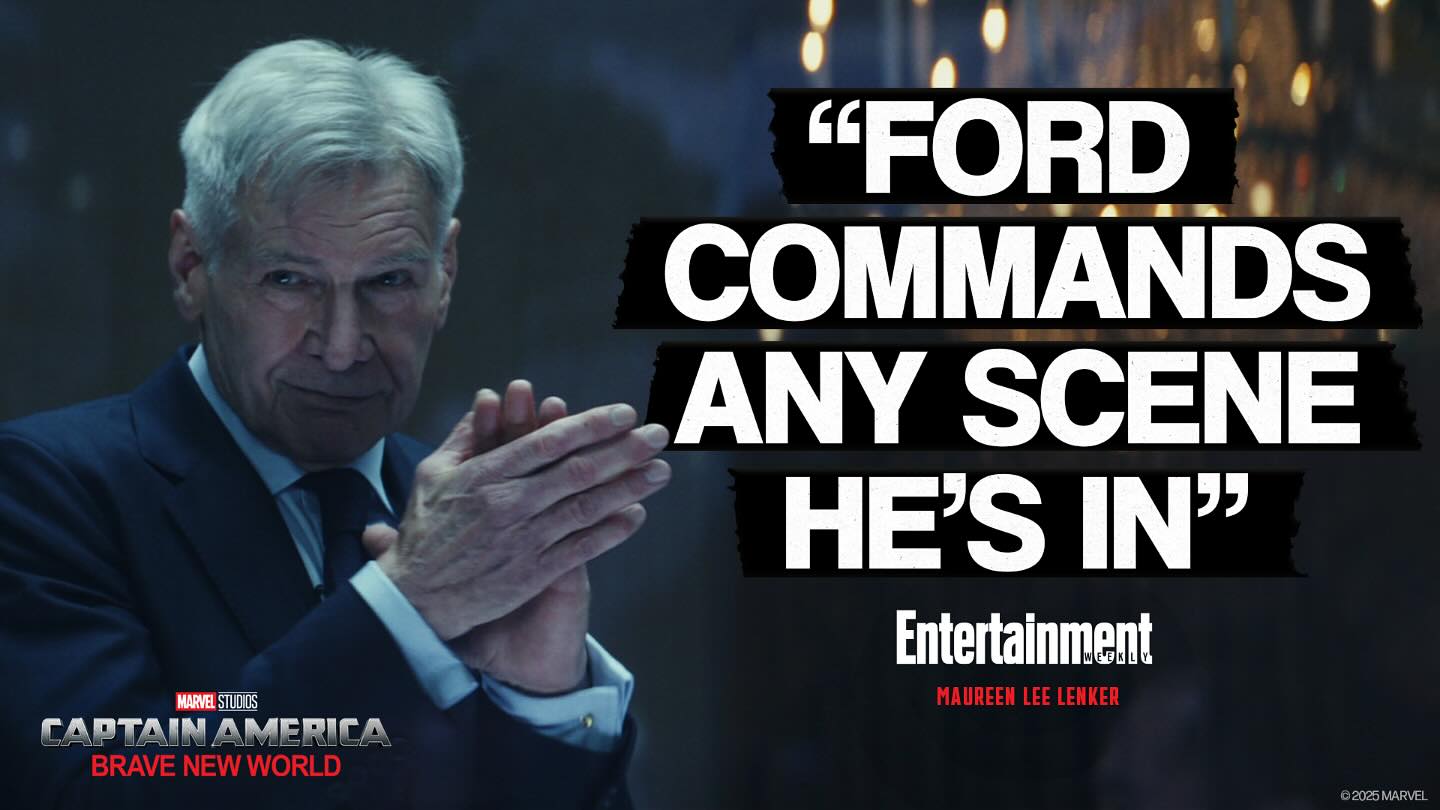 “FORD
COMMANDS
ANY SCENE
HE’S IN”
Entertainment
WEEKLY
MAUREEN LEE LENKER
MARVEL STUDIOS
CAPTAIN AMERICA
BRAVE NEW WORLD
© 2025 MARVEL